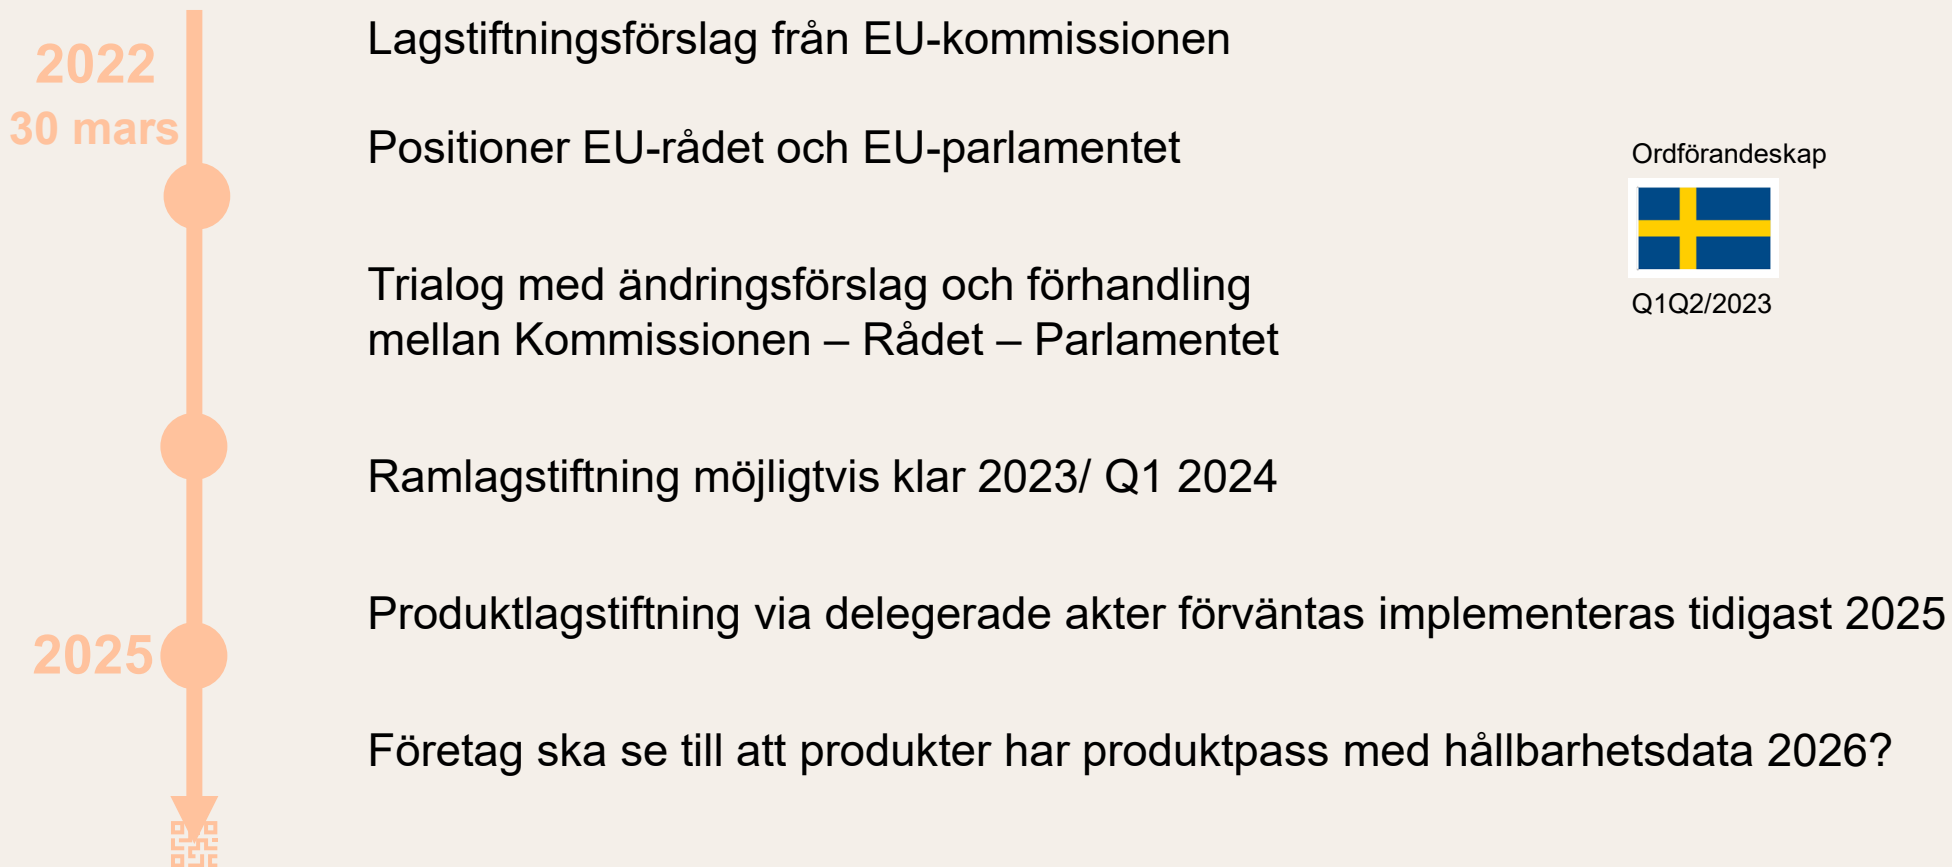 2022
30 mars
Lagstiftningsförslag från EU-kommissionen
Positioner EU-rådet och EU-parlamentet
Ordförandeskap
Q1Q2/2023
Trialog med ändringsförslag och förhandling
mellan Kommissionen – Rådet – Parlamentet
Ramlagstiftning möjligtvis klar 2023/ Q1 2024
2025
Produktlagstiftning via delegerade akter förväntas implementeras tidigast 2025
Företag ska se till att produkter har produktpass med hållbarhetsdata 2026?